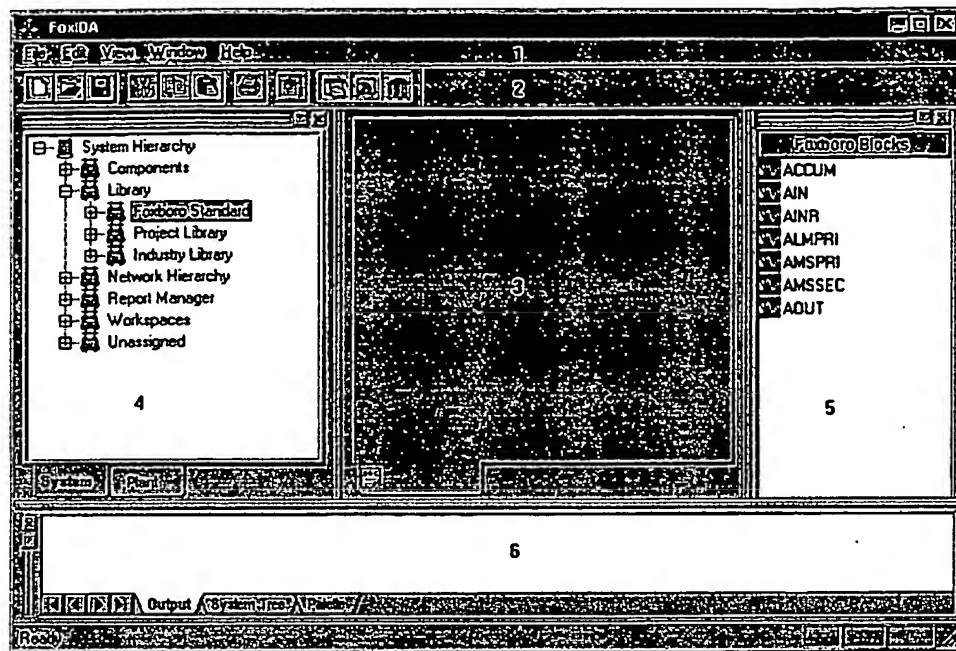 FoxIDA
File Edit View Window Help
1
2
System Hierarchy
Components
Library
Foxboro Standard
Project Library
Industry Library
Network Hierarchy
Report Manager
Workspaces
Unassigned
4
System Plant
3
Foxboro Blocks
ACCUM
AIN
AINR
ALMPRI
AMSPRI
AMSSEC
AOUT
5
6
Output System Tree Palette
Ready